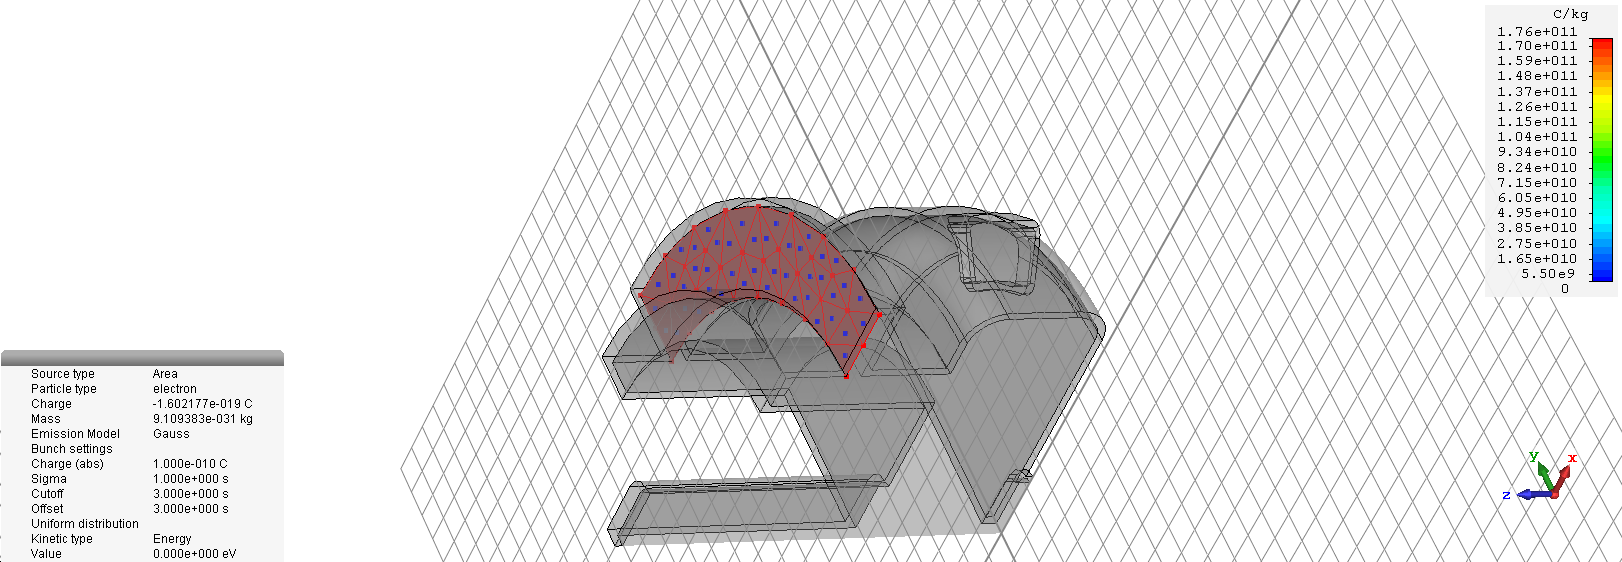 C/kg
1.76e+011
1.70e+011
1.59e+011
1.48e+011
1.37e+011
1.26e+011
1.15e+011
1.04e+011
9.34e+010
8.24e+010
7.15e+010
6.05e+010
4.95e+010
3.85e+010
2.75e+010
1.65e+010
5.50e9
0
Source type Area
Particle type electron
Charge -1.602177e-019 C
Mass 9.109383e-031 kg
Emission Model Gauss
Bunch settings
Charge (abs) 1.000e-010 C
Sigma 1.000e+000 s
Cutoff 3.000e+000 s
Offset 3.000e+000 s
Uniform distribution
Kinetic type Energy
Value 0.000e+000 eV
y
x
z